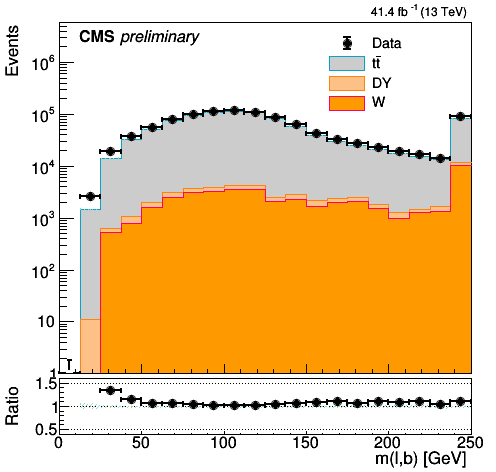 41.4 fb⁻¹ (13 TeV)
CMS preliminary
Events
Data
tt̄
DY
W
10⁶
10⁵
10⁴
10³
10²
10
1
Ratio
1.5
1
0.5
0 50 100 150 200 250
m(l,b) [GeV]